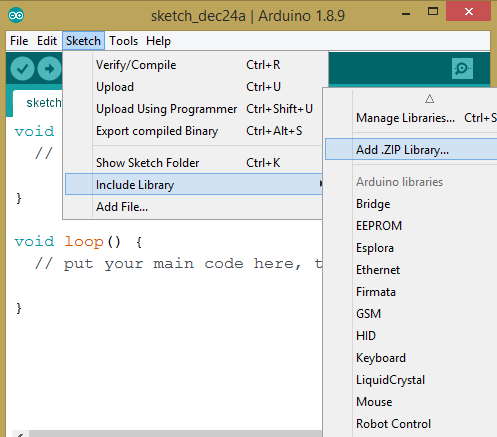 sketch_dec24a | Arduino 1.8.9
File Edit Sketch Tools Help
Verify/Compile Ctrl+R
Upload Ctrl+U
Upload Using Programmer Ctrl+Shift+U
Export compiled Binary Ctrl+Alt+S
Show Sketch Folder Ctrl+K
Include Library
Add File...
Manage Libraries... Ctrl+S
Add .ZIP Library...
Arduino libraries
Bridge
EEPROM
Esplora
Ethernet
Firmata
GSM
HID
Keyboard
LiquidCrystal
Mouse
Robot Control
sketch
void
//
}
void loop() {
// put your main code here, t
}